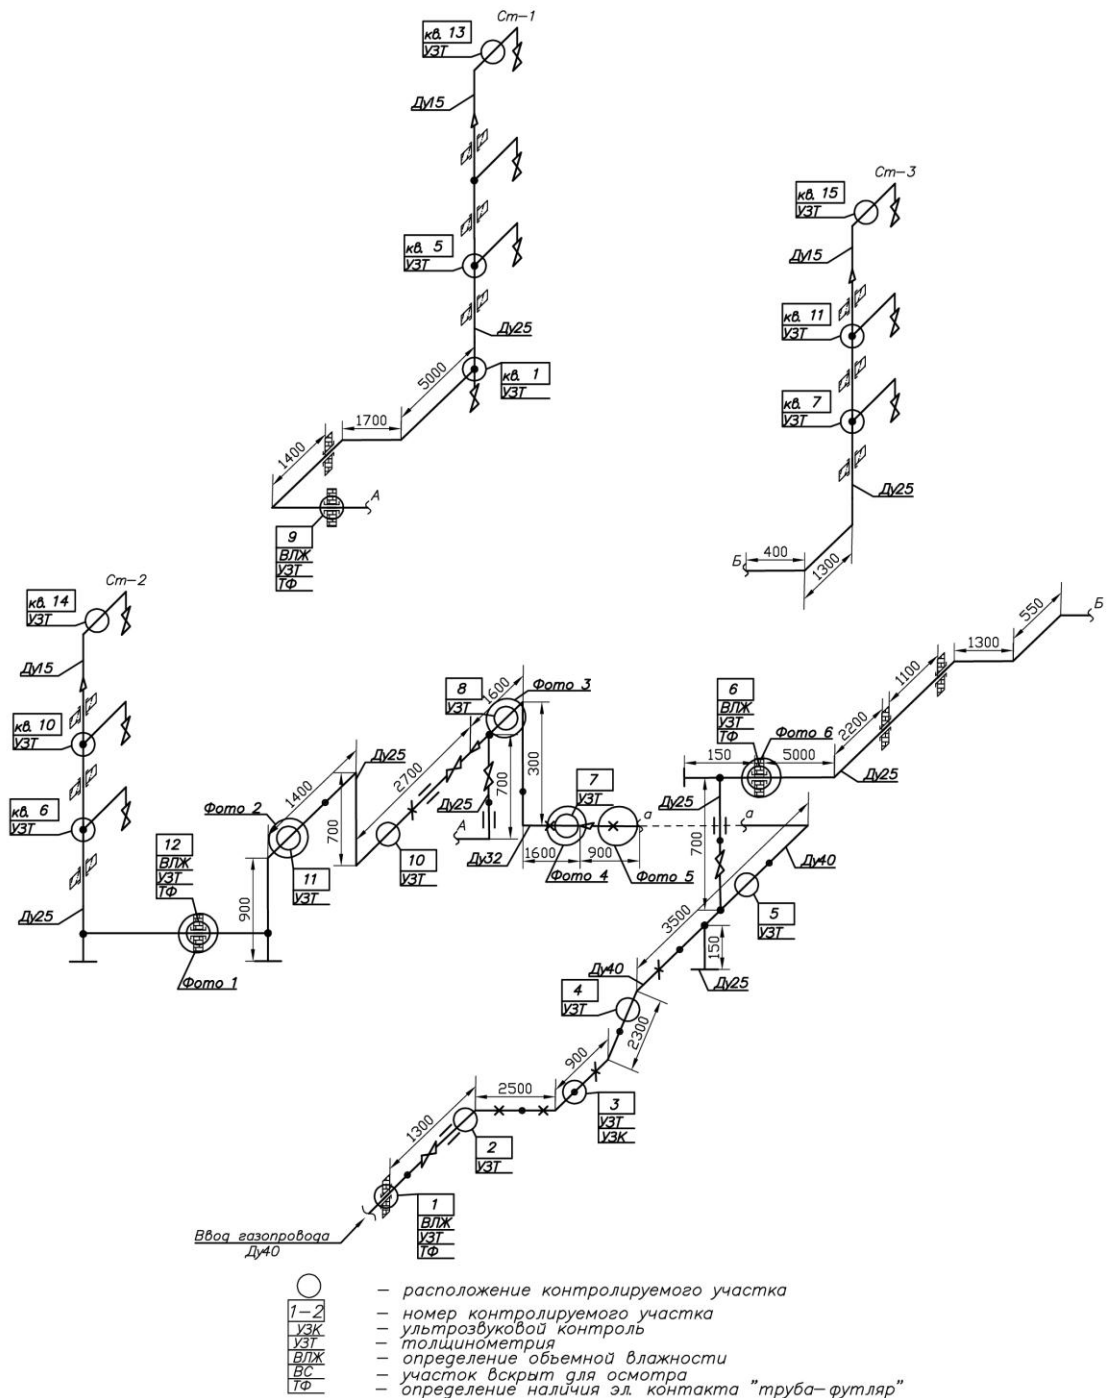 Ст-1
кв. 13
УЗТ
Ду15
кв. 5
УЗТ
Ду25
5000
кв. 1
УЗТ
1700
1400
А
9
ВЛЖ
УЗТ
ТФ
Ст-3
кв. 15
УЗТ
Ду15
кв. 11
УЗТ
кв. 7
УЗТ
Ду25
Б
400
1300
Ст-2
кв. 14
УЗТ
Ду15
кв. 10
УЗТ
кв. 6
УЗТ
Ду25
12
ВЛЖ
УЗТ
ТФ
Фото 1
900
Фото 2
1400
11
УЗТ
Ду25
700
10
УЗТ
2700
8
УЗТ
1600
Фото 3
Ду25
700
300
А
7
УЗТ
а
Ду32
1600
900
Фото 4
Фото 5
6
ВЛЖ
УЗТ
ТФ
Фото 6
150
5000
2200
1100
1300
550
Б
Ду25
Ду25
700
а
Ду40
3500
5
УЗТ
150
Ду25
Ду40
4
УЗТ
2300
900
2500
3
УЗТ
УЗК
1300
2
УЗТ
1
ВЛЖ
УЗТ
ТФ
Ввод газопровода
Ду40
– расположение контролируемого участка
1-2 – номер контролируемого участка
УЗК – ультрозвуковой контроль
УЗТ – толщинометрия
ВЛЖ – определение объемной влажности
ВС – участок вскрыт для осмотра
ТФ – определение наличия эл. контакта "труба-футляр"